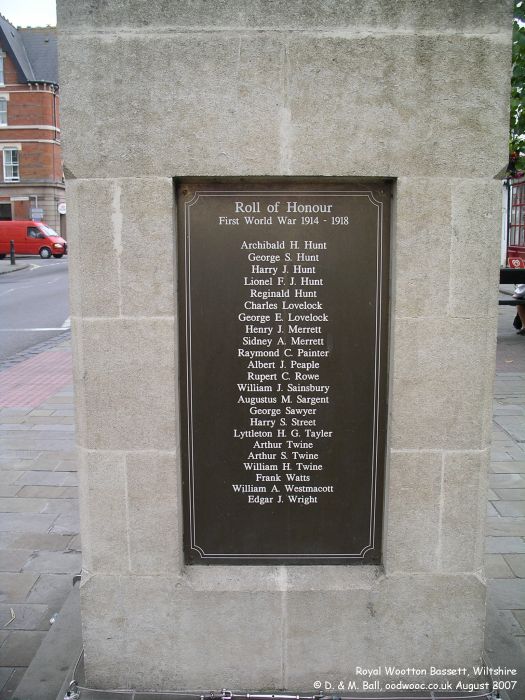 Roll of Honour
First World War 1914 - 1918
Archibald H. Hunt
George S. Hunt
Harry J. Hunt
Lionel F. J. Hunt
Reginald Hunt
Charles Lovelock
George E. Lovelock
Henry J. Merrett
Sidney A. Merrett
Raymond C. Painter
Albert J. Peaple
Rupert C. Rowe
William J. Sainsbury
Augustus M. Sargent
George Sawyer
Harry S. Street
Lyttleton H. G. Tayler
Arthur Twine
Arthur S. Twine
William H. Twine
Frank Watts
William A. Westmacott
Edgar J. Wright
Royal Wootton Bassett, Wiltshire
© D. & M. Ball, oodwooc.co.uk August 2007